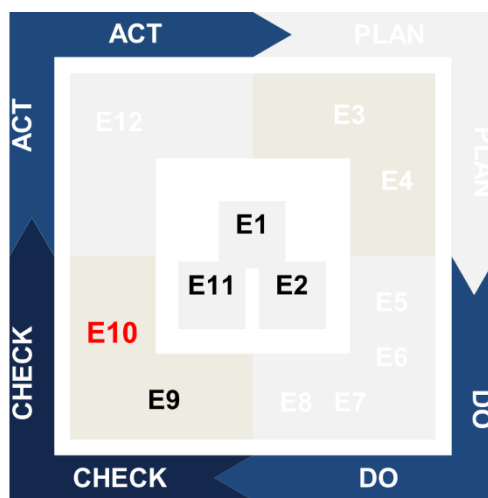 ACT
PLAN
ACT
PLAN
E12
E3
E4
E1
E11
E2
E10
E9
E5
E6
E8
E7
CHECK
DO
CHECK
DO